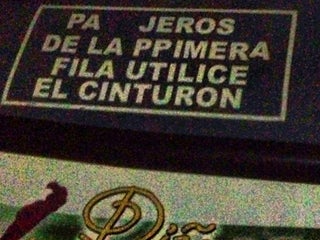 PA JEROS
DE LA PPIMERA
FILA UTILICE
EL CINTURON